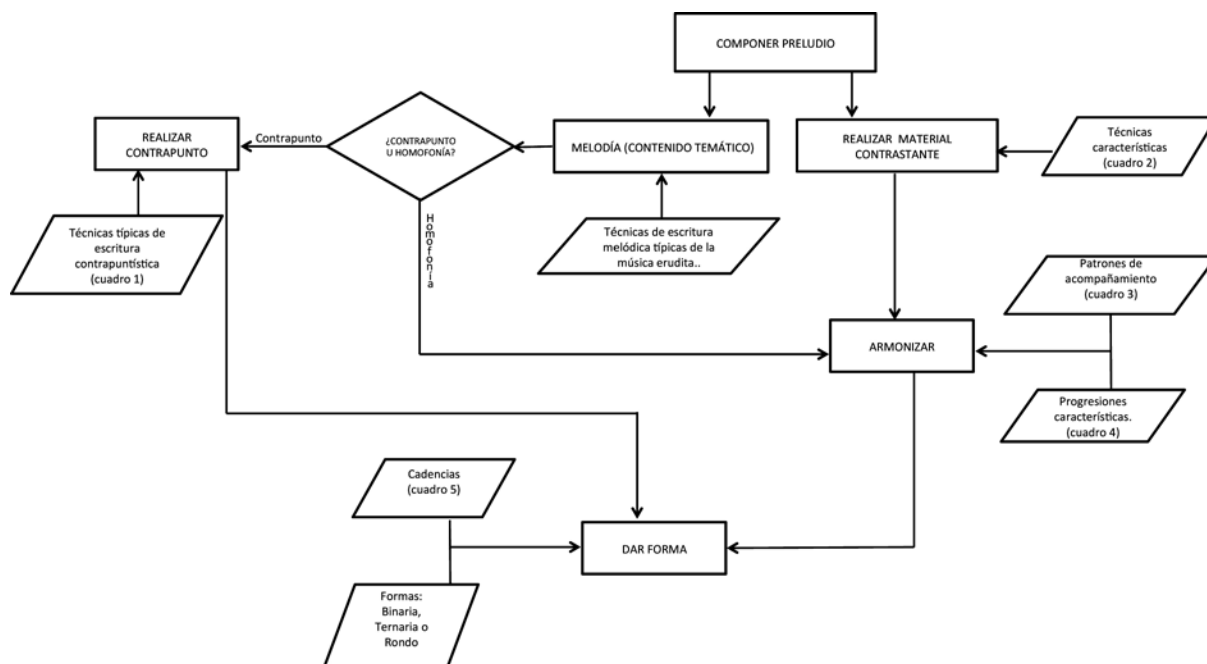 COMPONER PRELUDIO
REALIZAR
CONTRAPUNTO
Contrapunto
¿CONTRAPUNTO
U HOMOFONÍA?
MELODÍA (CONTENIDO TEMÁTICO)
REALIZAR MATERIAL
CONTRASTANTE
Técnicas
características
(cuadro 2)
Técnicas típicas de
escritura
contrapuntística
(cuadro 1)
Homofonía
Técnicas de escritura
melódica típicas de la
música erudita..
Patrones de
acompañamiento
(cuadro 3)
ARMONIZAR
Progresiones
características.
(cuadro 4)
Cadencias
(cuadro 5)
DAR FORMA
Formas:
Binaria,
Ternaria o
Rondo